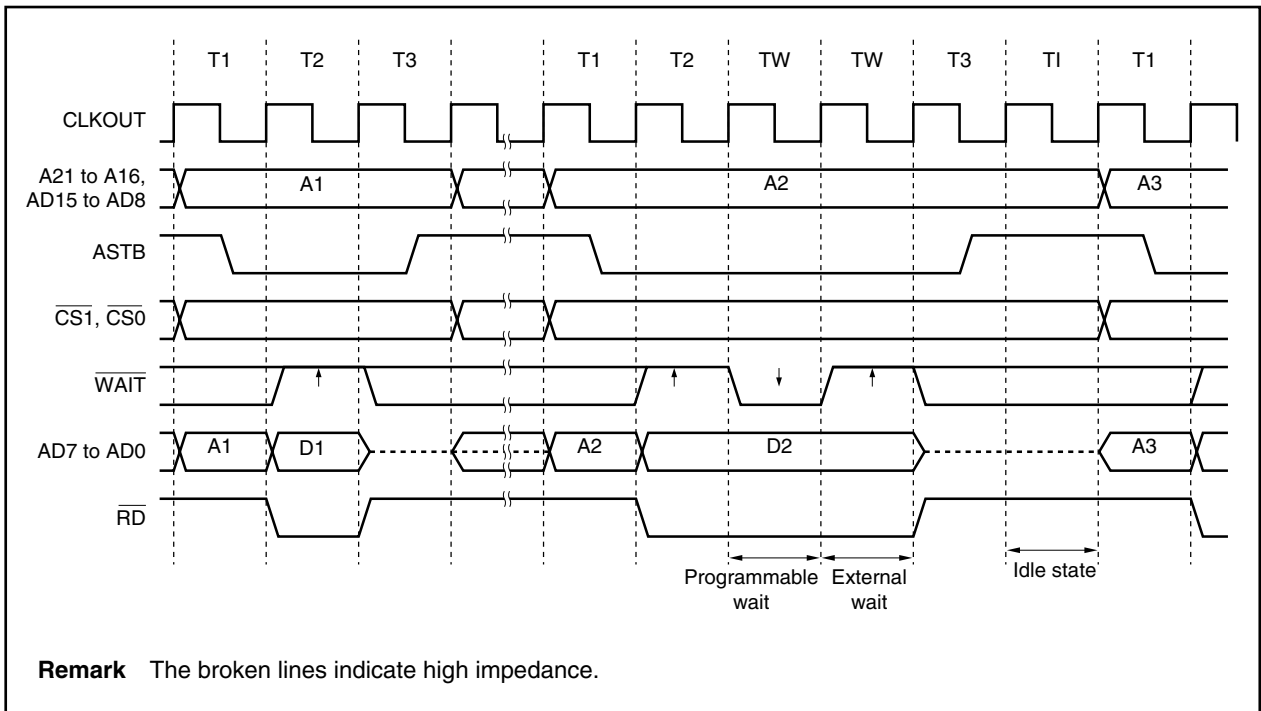 T1 T2 T3 T1 T2 TW TW T3 TI T1
CLKOUT
A21 to A16,
AD15 to AD8
A1 A2 A3
ASTB
CS1, CS0
WAIT
AD7 to AD0
A1 D1 A2 D2 A3
RD
Programmable
wait
External
wait
Idle state
Remark The broken lines indicate high impedance.